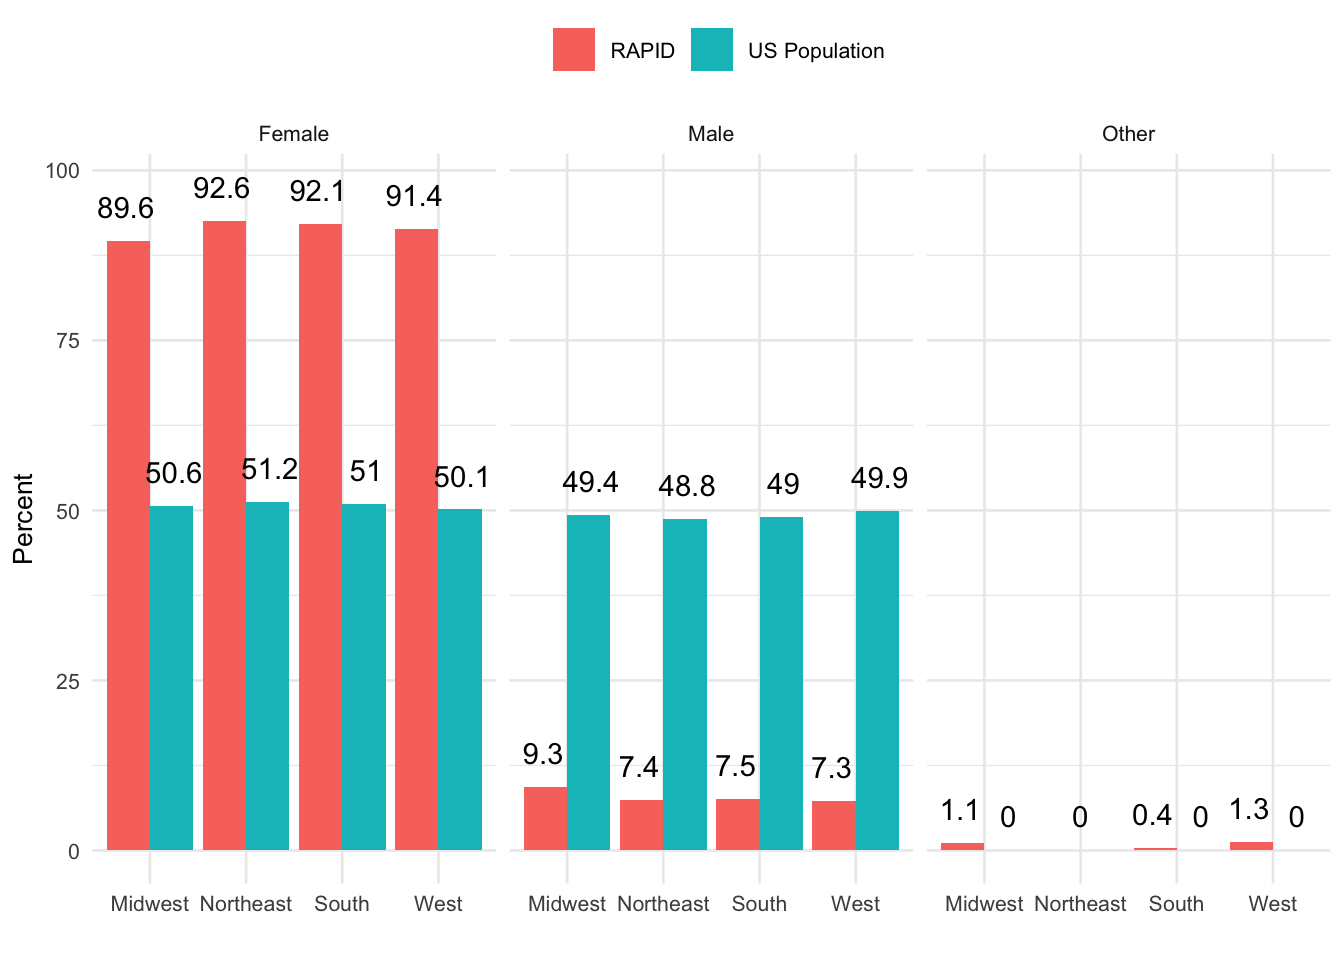 RAPID US Population
Female Male Other
Percent
100
75
50
25
0
89.6 92.6 92.1 91.4
50.6 51.2 51 50.1
49.4 48.8 49 49.9
9.3 7.4 7.5 7.3
1.1 0 0 0.4 0 1.3 0
Midwest Northeast South West Midwest Northeast South West Midwest Northeast South West